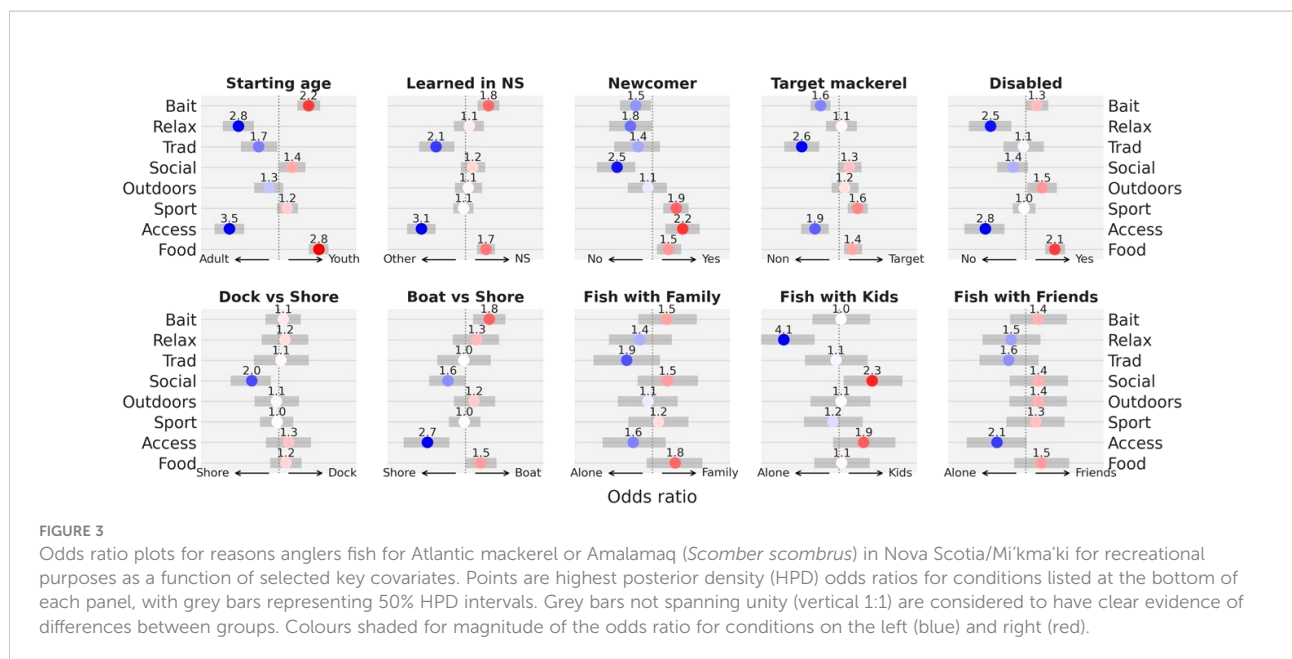 Starting age Learned in NS Newcomer Target mackerel Disabled
Bait 2.2 1.8 1.5 1.6 1.3 Bait
Relax 2.8 1.1 1.8 1.1 2.5 Relax
Trad 1.7 2.1 1.4 2.6 1.1 Trad
Social 1.4 1.2 2.5 1.3 1.4 Social
Outdoors 1.3 1.1 1.1 1.2 1.5 Outdoors
Sport 1.2 1.1 1.9 1.6 1.0 Sport
Access 3.5 3.1 2.2 1.9 2.8 Access
Food 2.8 1.7 1.5 1.4 2.1 Food
Adult Youth Other NS No Yes Non Target No Yes
Dock vs Shore Boat vs Shore Fish with Family Fish with Kids Fish with Friends
Bait 1.1 1.8 1.5 1.0 1.4 Bait
Relax 1.2 1.3 1.4 4.1 1.5 Relax
Trad 1.1 1.0 1.9 1.1 1.6 Trad
Social 2.0 1.6 1.5 2.3 1.4 Social
Outdoors 1.1 1.2 1.1 1.1 1.4 Outdoors
Sport 1.0 1.0 1.2 1.2 1.3 Sport
Access 1.3 2.7 1.6 1.9 2.1 Access
Food 1.2 1.5 1.8 1.1 1.5 Food
Shore Dock Shore Boat Alone Family Alone Kids Alone Friends
Odds ratio
FIGURE 3
Odds ratio plots for reasons anglers fish for Atlantic mackerel or Amalamaq (Scomber scombrus) in Nova Scotia/Mi’kma’ki for recreational
purposes as a function of selected key covariates. Points are highest posterior density (HPD) odds ratios for conditions listed at the bottom of
each panel, with grey bars representing 50% HPD intervals. Grey bars not spanning unity (vertical 1:1) are considered to have clear evidence of
differences between groups. Colours shaded for magnitude of the odds ratio for conditions on the left (blue) and right (red).